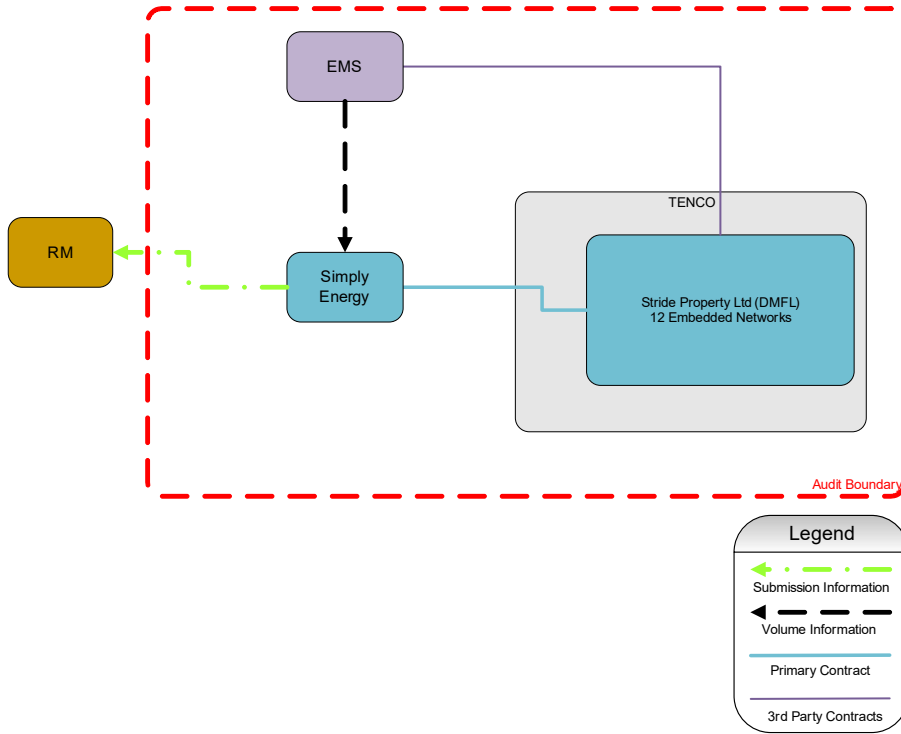 EMS
TENCO
RM
Simply
Energy
Stride Property Ltd (DMFL)
12 Embedded Networks
Audit Boundary
Legend
Submission Information
Volume Information
Primary Contract
3rd Party Contracts